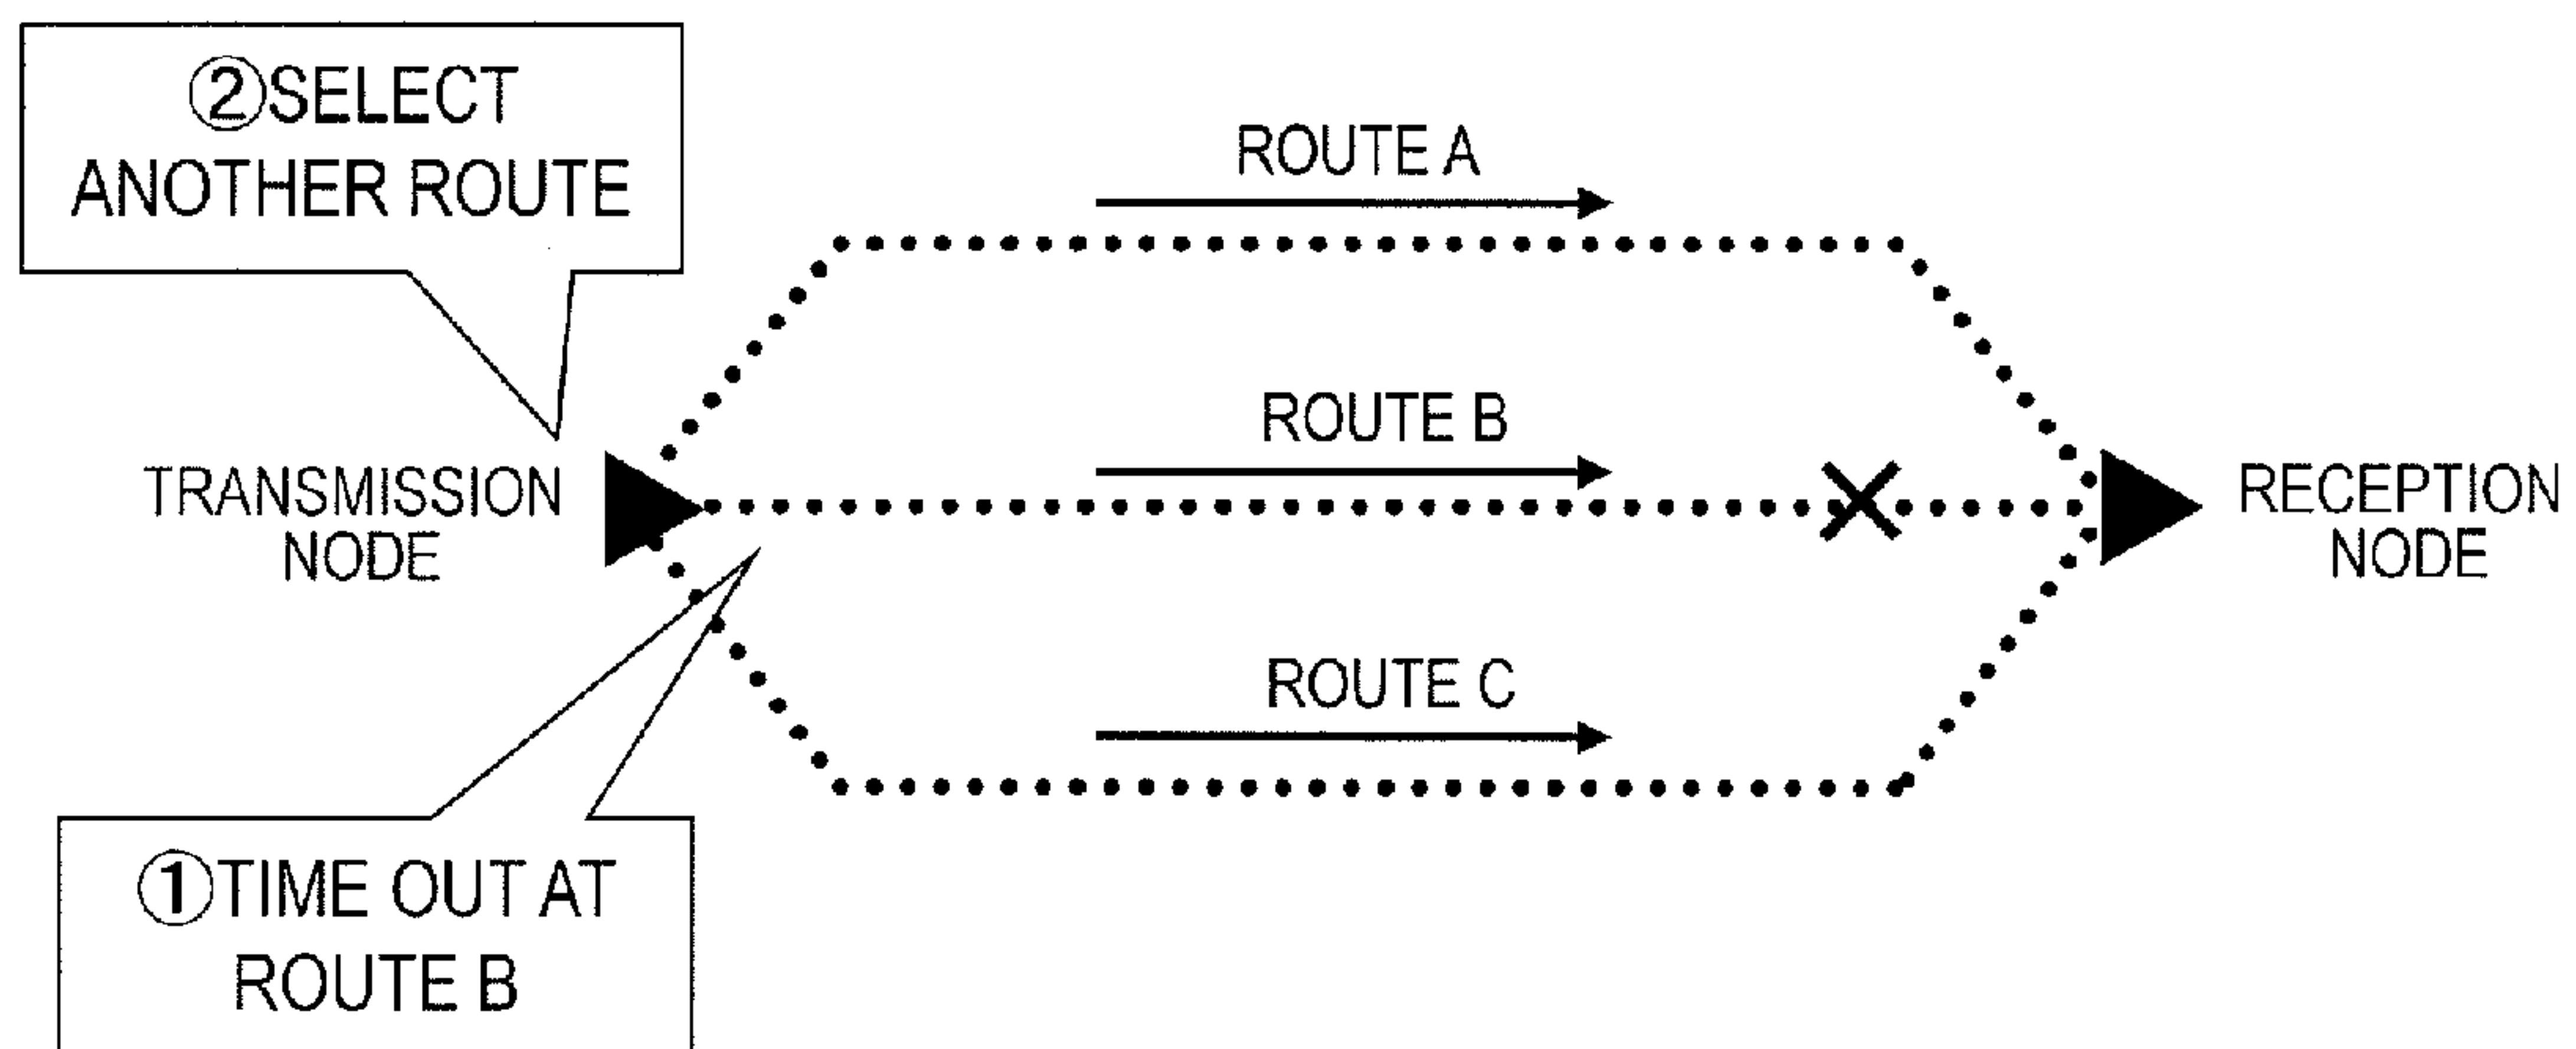 ②SELECT
ANOTHER ROUTE
ROUTE A
ROUTE B
TRANSMISSION
NODE
RECEPTION
NODE
ROUTE C
①TIME OUT AT
ROUTE B